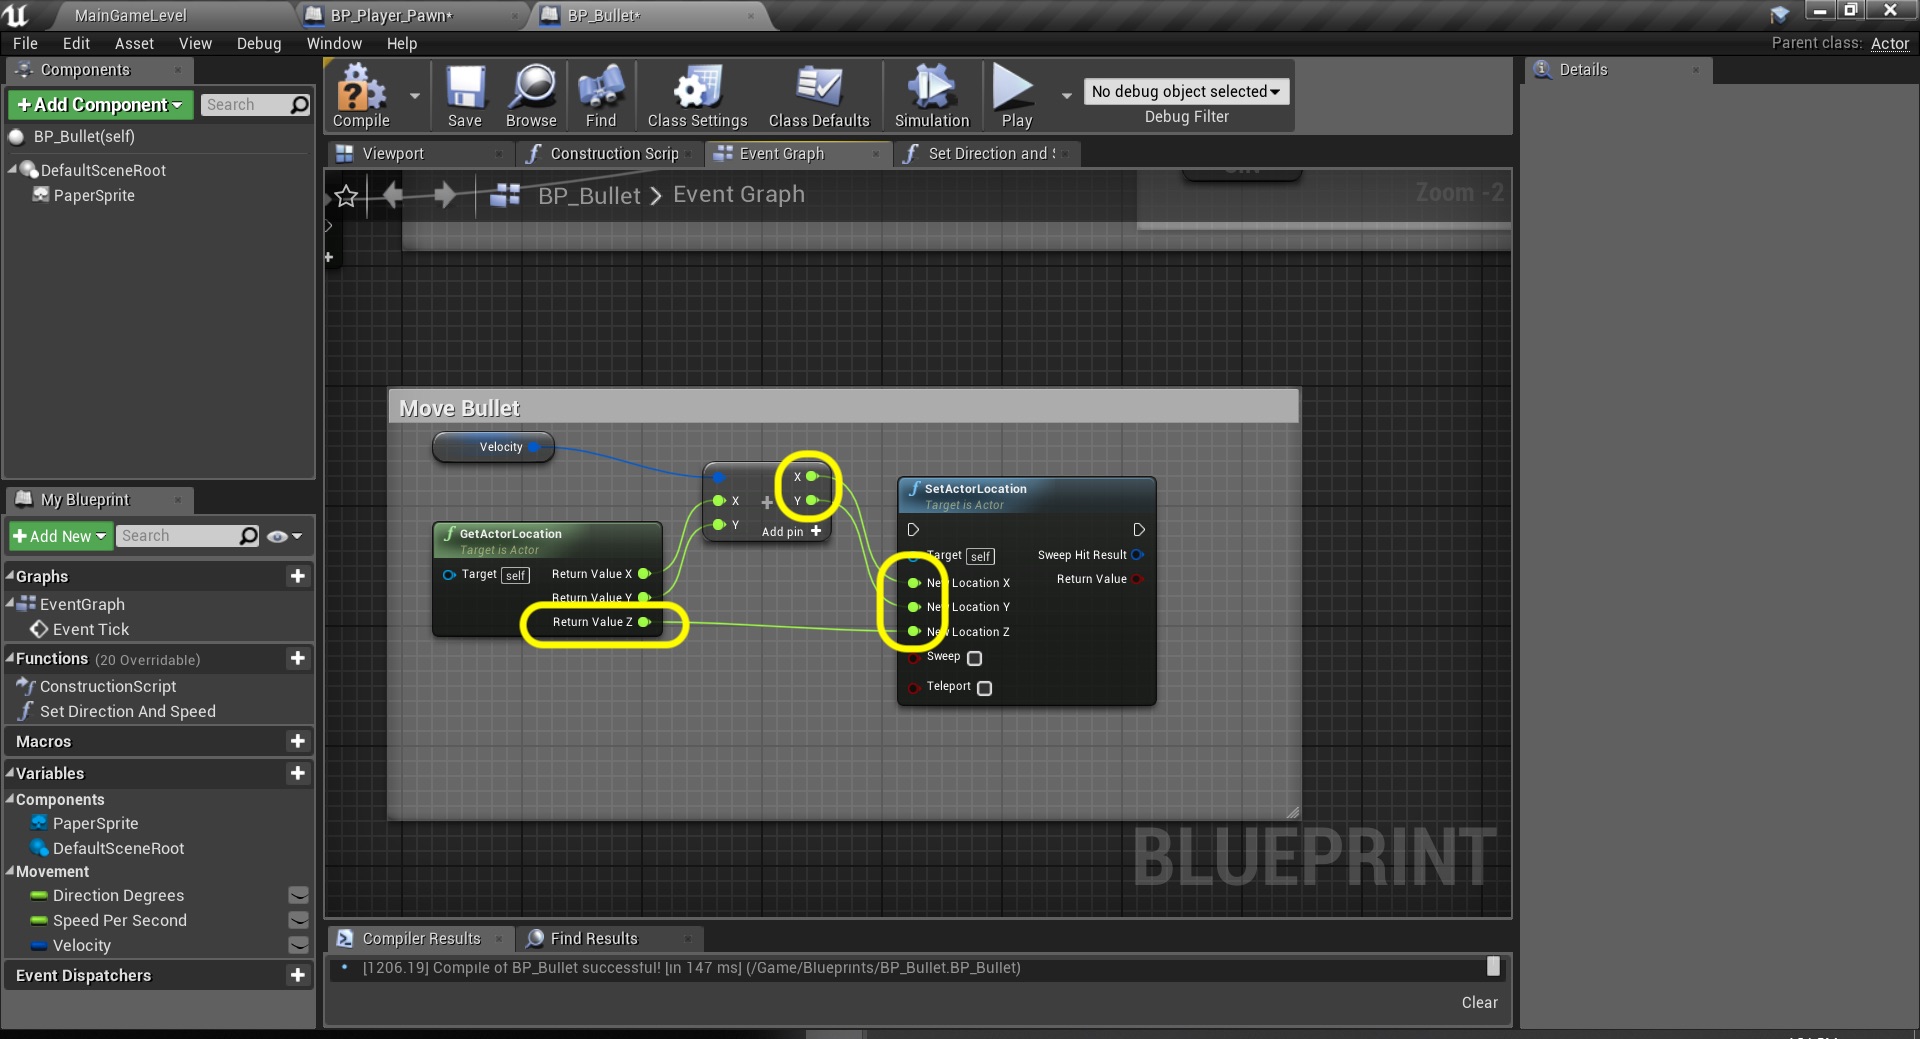 MainGameLevel
BP_Player_Pawn*
BP_Bullet*
File Edit Asset View Debug Window Help
Parent class: Actor
Components
+Add Component
Search
BP_Bullet(self)
DefaultSceneRoot
PaperSprite
Compile
Save
Browse
Find
Class Settings
Class Defaults
Simulation
Play
No debug object selected
Debug Filter
Details
Viewport
Construction Scrip
Event Graph
Set Direction and
BP_Bullet > Event Graph
Zoom -2
Move Bullet
Velocity
X
Y
X
Y
Add pin +
GetActorLocation
Target is Actor
Target self
Return Value X
Return Value Y
Return Value Z
SetActorLocation
Target is Actor
Target self
Sweep Hit Result
New Location X
Return Value
New Location Y
New Location Z
Sweep
Teleport
BLUEPRINT
My Blueprint
+Add New
Search
Graphs
EventGraph
Event Tick
Functions (20 Overridable)
ConstructionScript
Set Direction And Speed
Macros
Variables
Components
PaperSprite
DefaultSceneRoot
Movement
Direction Degrees
Speed Per Second
Velocity
Event Dispatchers
Compiler Results
Find Results
[1206.19] Compile of BP_Bullet successful! [in 147 ms] (/Game/Blueprints/BP_Bullet.BP_Bullet)
Clear